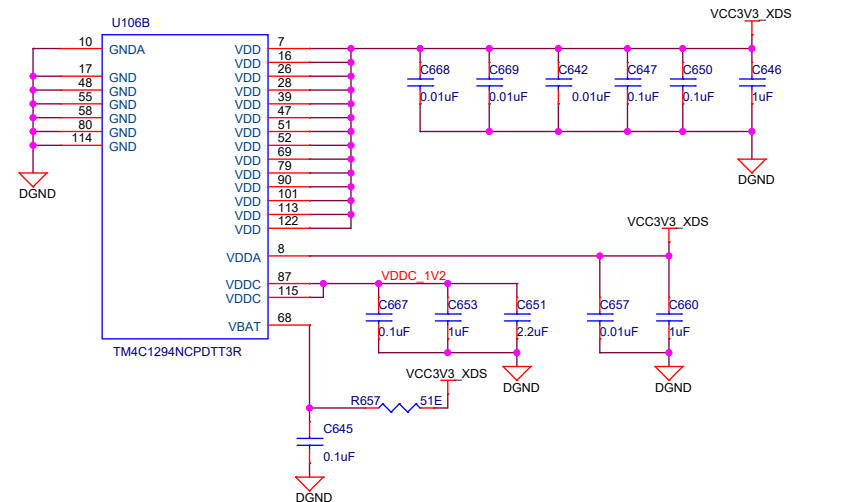 VCC3V3_XDS
U106B
10 GNDA VDD 7
VDD 16
17 GND VDD 26
48 GND VDD 28
55 GND VDD 39
58 GND VDD 47
80 GND VDD 51
114 GND VDD 52
VDD 69
VDD 79
VDD 90
VDD 101
VDD 113
VDD 122
C668 C669 C642 C647 C650 C646
0.01uF 0.01uF 0.01uF 0.1uF 0.1uF 1uF
DGND
DGND
VCC3V3_XDS
VDDA 8
VDDC 87
VDDC 115
VDDC_1V2
C667 C653 C651 C657 C660
0.1uF 1uF 2.2uF 0.01uF 1uF
VBAT 68
TM4C1294NCPDTT3R
VCC3V3_XDS
DGND
DGND
R657 51E
C645
0.1uF
DGND